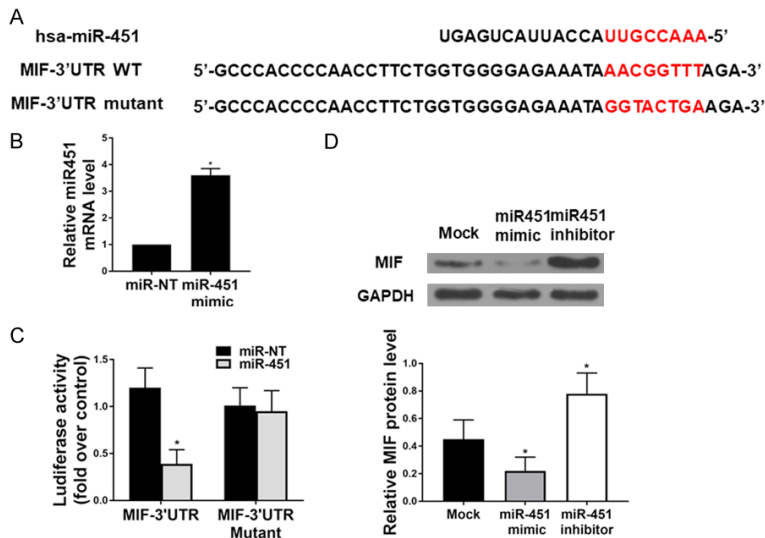 A
hsa-miR-451 UGAGUCAUUACCAUUGCCAAA-5'
MIF-3'UTR WT 5'-GCCCACCCCAACCTTCTGGTGGGGAGAAATAAACGGTTTAGA-3'
MIF-3'UTR mutant 5'-GCCCACCCCAACCTTCTGGTGGGGAGAAATAGGTACTGAAGA-3'
B
Relative miR451
mRNA level
5
4
3
2
1
0
*
miR-NT miR-451
mimic
C
Ludiferase activity
(fold over control)
1.5
1.0
0.5
0.0
miR-NT
miR-451
*
MIF-3'UTR MIF-3'UTR
Mutant
D
Mock miR451 miR451
mimic inhibitor
MIF
GAPDH
Relative MIF protein level
1.0
0.8
0.6
0.4
0.2
0.0
*
*
Mock miR-451 miR-451
mimic inhibitor